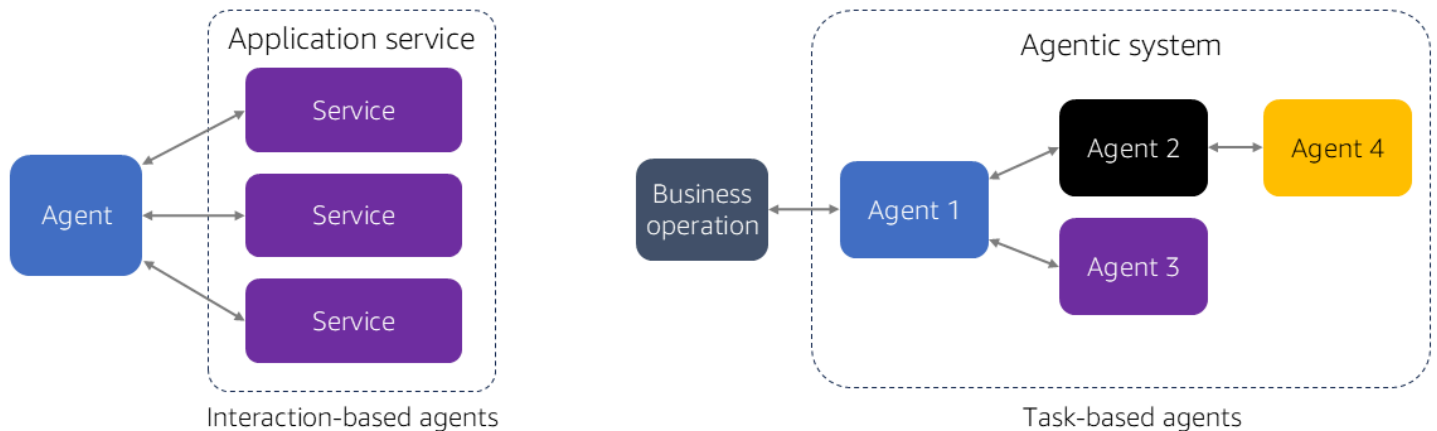 Application service
Service
Agent
Service
Service
Interaction-based agents
Agentic system
Business
operation
Agent 1
Agent 2
Agent 4
Agent 3
Task-based agents